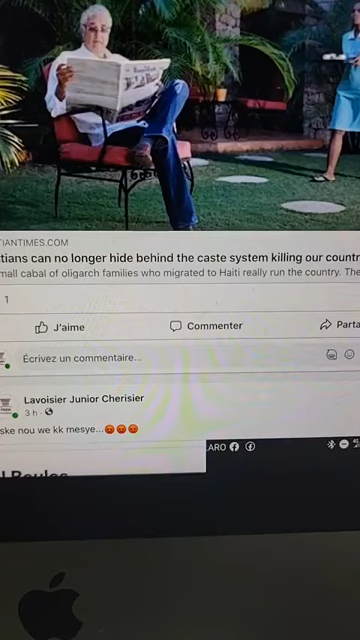 TIANTIMES.COM
tians can no longer hide behind the caste system killing our countr
mall cabal of oligarch families who migrated to Haiti really run the country. The
1
J'aime
Commenter
Parta
Écrivez un commentaire...
Lavoisier Junior Cherisier
3 h
ske nou we kk mesye...😡😡😡
LARO